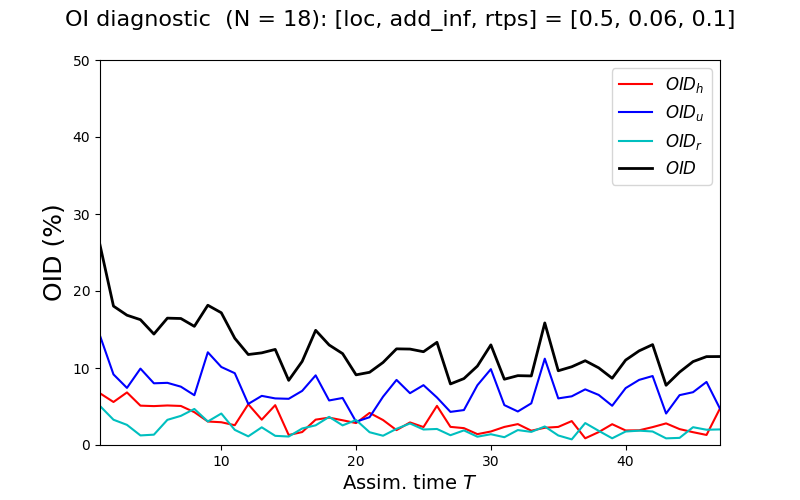 OI diagnostic (N = 18): [loc, add_inf, rtps] = [0.5, 0.06, 0.1]
OID (%)
50
40
30
20
10
0
OID_h
OID_u
OID_r
OID
10
20
30
40
Assim. time T